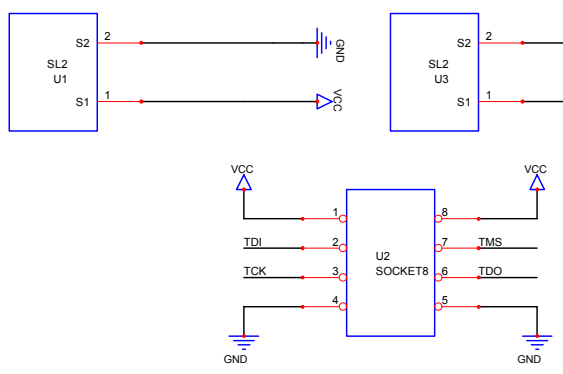 S2 2
SL2
U1
GND
S1 1
VCC
S2 2
SL2
U3
S1 1
VCC
VCC
1 8
TDI 2 7 TMS
U2
SOCKET8
TCK 3 6 TDO
4 5
GND
GND